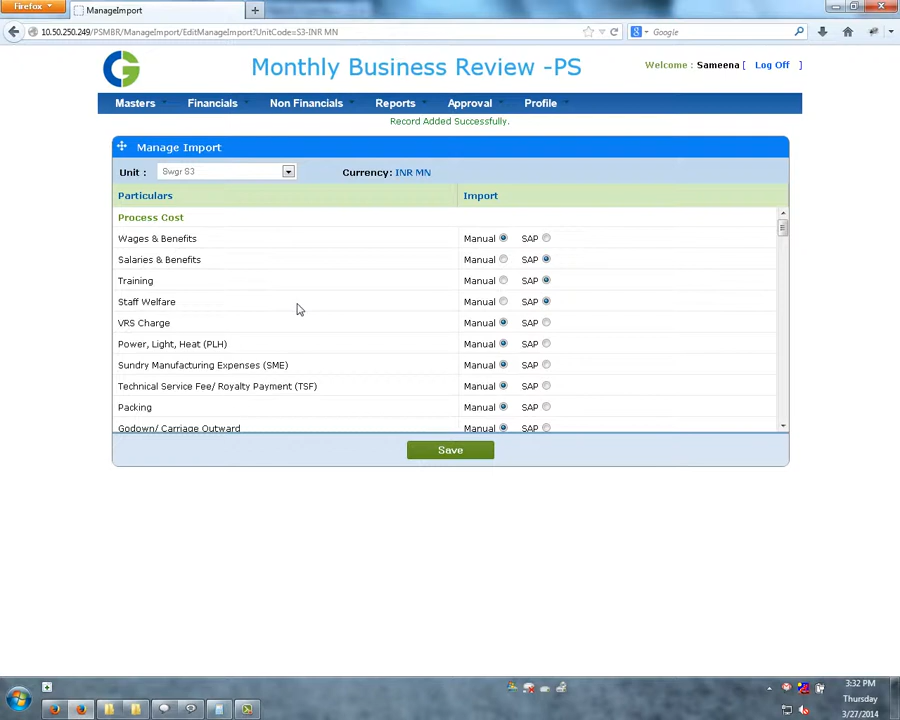 Firefox
ManageImport
10.50.250.249/PSMBR/ManageImport/EditManageImport?UnitCode=S3-INR MN
Google
Monthly Business Review -PS
Welcome : Sameena [ Log Off ]
Masters Financials Non Financials Reports Approval Profile
Record Added Successfully.
Manage Import
Unit : Swgr S3 Currency: INR MN
Particulars Import
Process Cost
Wages & Benefits Manual SAP
Salaries & Benefits Manual SAP
Training Manual SAP
Staff Welfare Manual SAP
VRS Charge Manual SAP
Power, Light, Heat (PLH) Manual SAP
Sundry Manufacturing Expenses (SME) Manual SAP
Technical Service Fee/ Royalty Payment (TSF) Manual SAP
Packing Manual SAP
Godown/ Carriage Outward Manual SAP
Save
3:32 PM
Thursday
3/27/2014